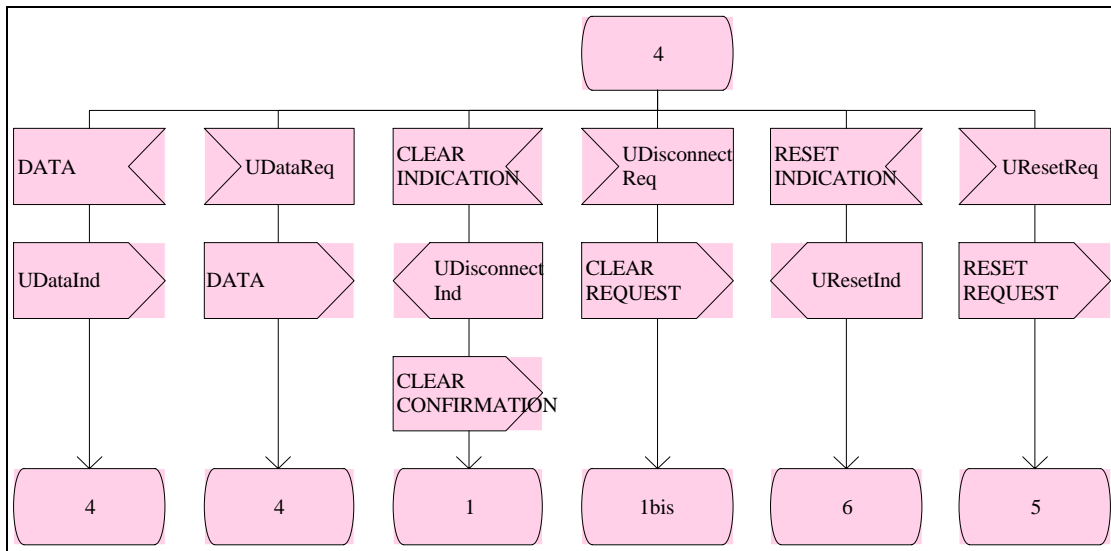 4
DATA
UDataReq
CLEAR
INDICATION
UDisconnect
Req
RESET
INDICATION
UResetReq
UDataInd
DATA
UDisconnect
Ind
CLEAR
REQUEST
UResetInd
RESET
REQUEST
CLEAR
CONFIRMATION
4
4
1
1bis
6
5